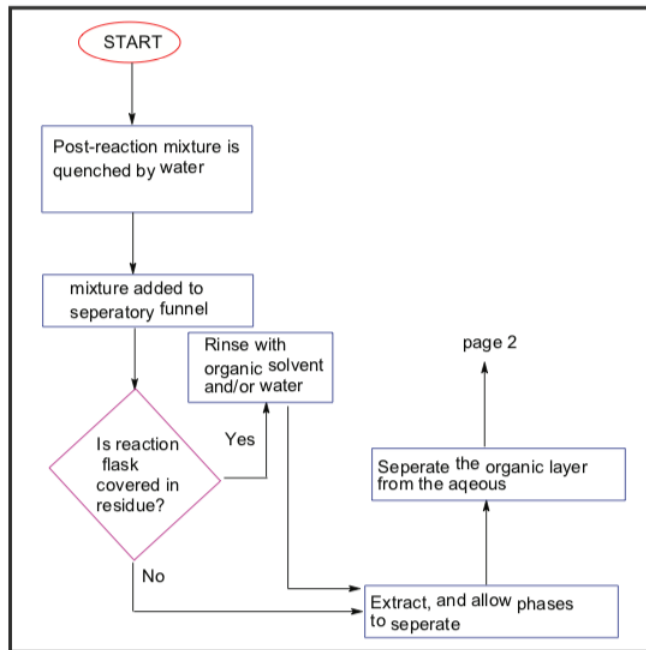 START
Post-reaction mixture is
quenched by water
mixture added to
seperatory funnel
Is reaction
flask
covered in
residue?
Yes
Rinse with
organic solvent
and/or water
No
Extract, and allow phases
to seperate
Seperate the organic layer
from the aqeous
page 2